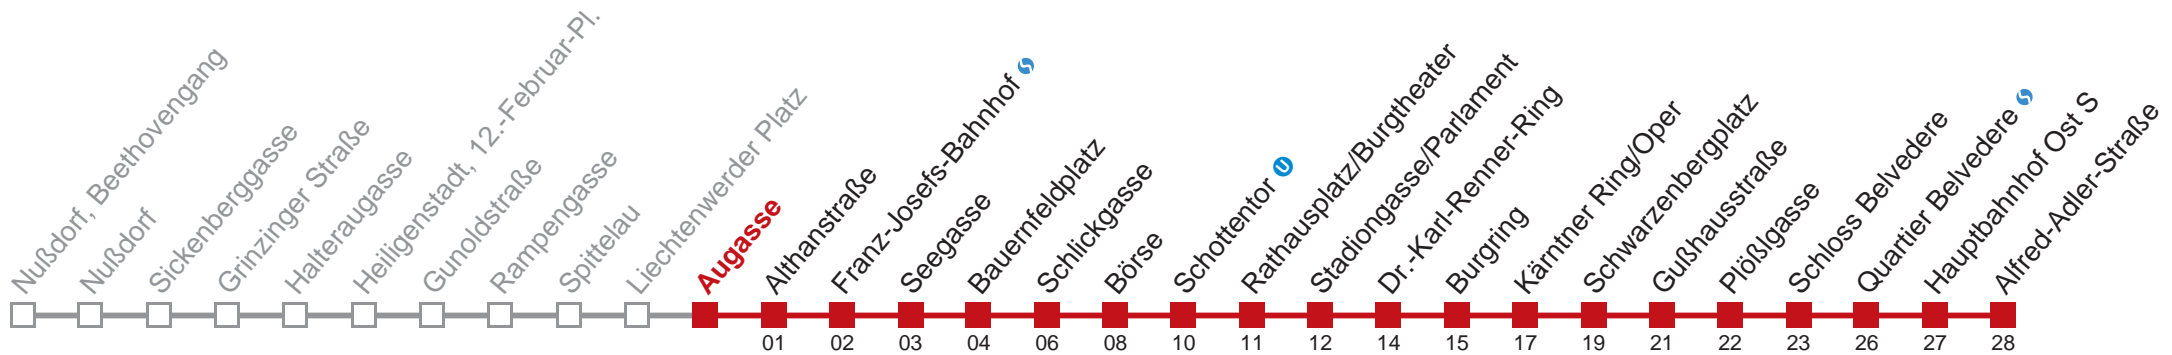 Nußdorf, Beethovengang
Nußdorf
Sickenberggasse
Grinzinger Straße
Halteraugasse
Heiligenstadt, 12.-Februar-Pl.
Gunoldstraße
Rampengasse
Spittelau
Liechtenwerder Platz
Augasse
Althanstraße
Franz-Josefs-Bahnhof S
Seegasse
Bauernfeldplatz
Schlickgasse
Börse
Schottentor U
Rathausplatz/Burgtheater
Stadiongasse/Parlament
Dr.-Karl-Renner-Ring
Burgring
Kärntner Ring/Oper
Schwarzenbergplatz
Gußhausstraße
Plößlgasse
Schloss Belvedere
Quartier Belvedere S
Hauptbahnhof Ost S
Alfred-Adler-Straße
01 02 03 04 06 08 10 11 12 14 15 17 19 21 22 23 26 27 28